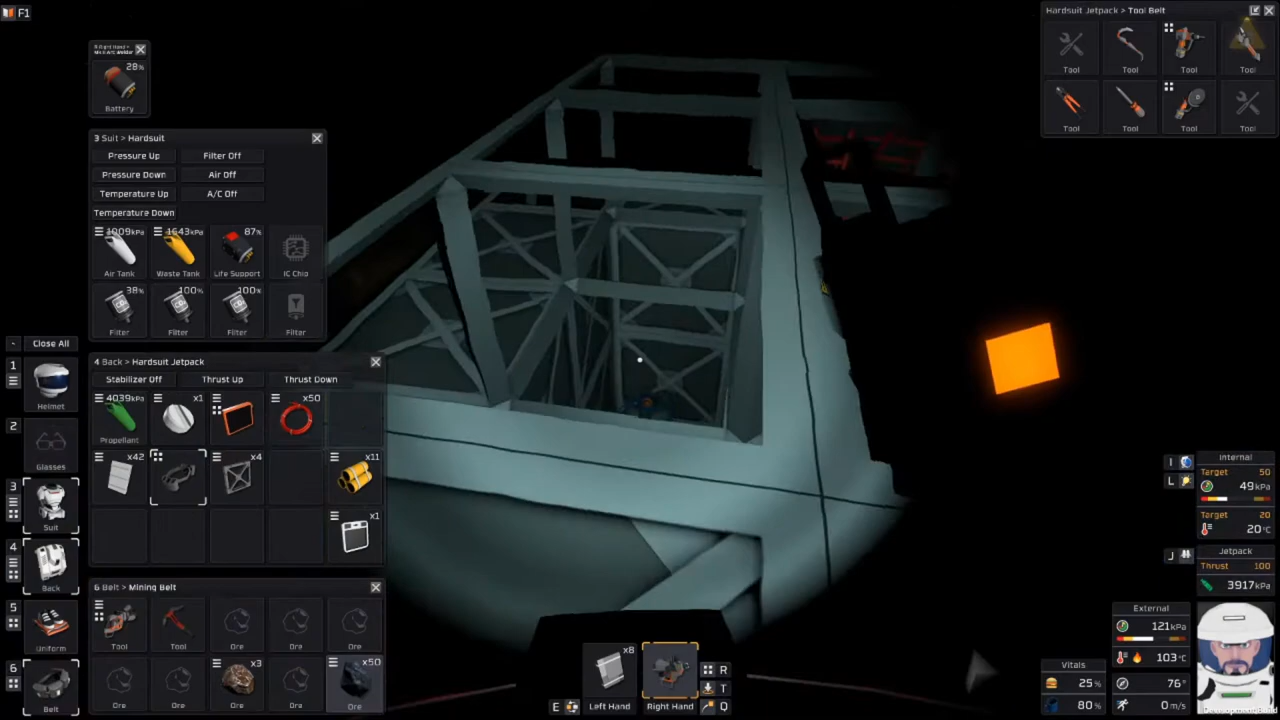 F1
Battery
28%
3 Suit > Hardsuit
Pressure Up
Filter Off
Pressure Down
Air Off
Temperature Up
A/C Off
Temperature Down
Air Tank
1643kPa
Waste Tank
87%
Life Support
IC Chip
38%
Filter
100%
Filter
100%
Filter
Filter
Close All
1
Helmet
2
Glasses
3
Suit
4
Back
5
Uniform
6
Belt
4 Back > Hardsuit Jetpack
Stabilizer Off
Thrust Up
Thrust Down
4039kPa
Propellant
x1
x50
x42
x4
x11
x1
6 Belt > Mining Belt
Tool
Tool
Ore
Ore
Ore
Ore
Ore
x3
Ore
Ore
x50
Ore
E
x8
Left Hand
Right Hand
R
T
Q
Hardsuit Jetpack > Tool Belt
Tool
Tool
Tool
Tool
Tool
Tool
Tool
Tool
I
L
Internal
Target 50
49kPa
Target 20
20°C
J
Jetpack
Thrust 100
3917kPa
External
121kPa
103°C
76°
0m/s
Vitals
25%
80%